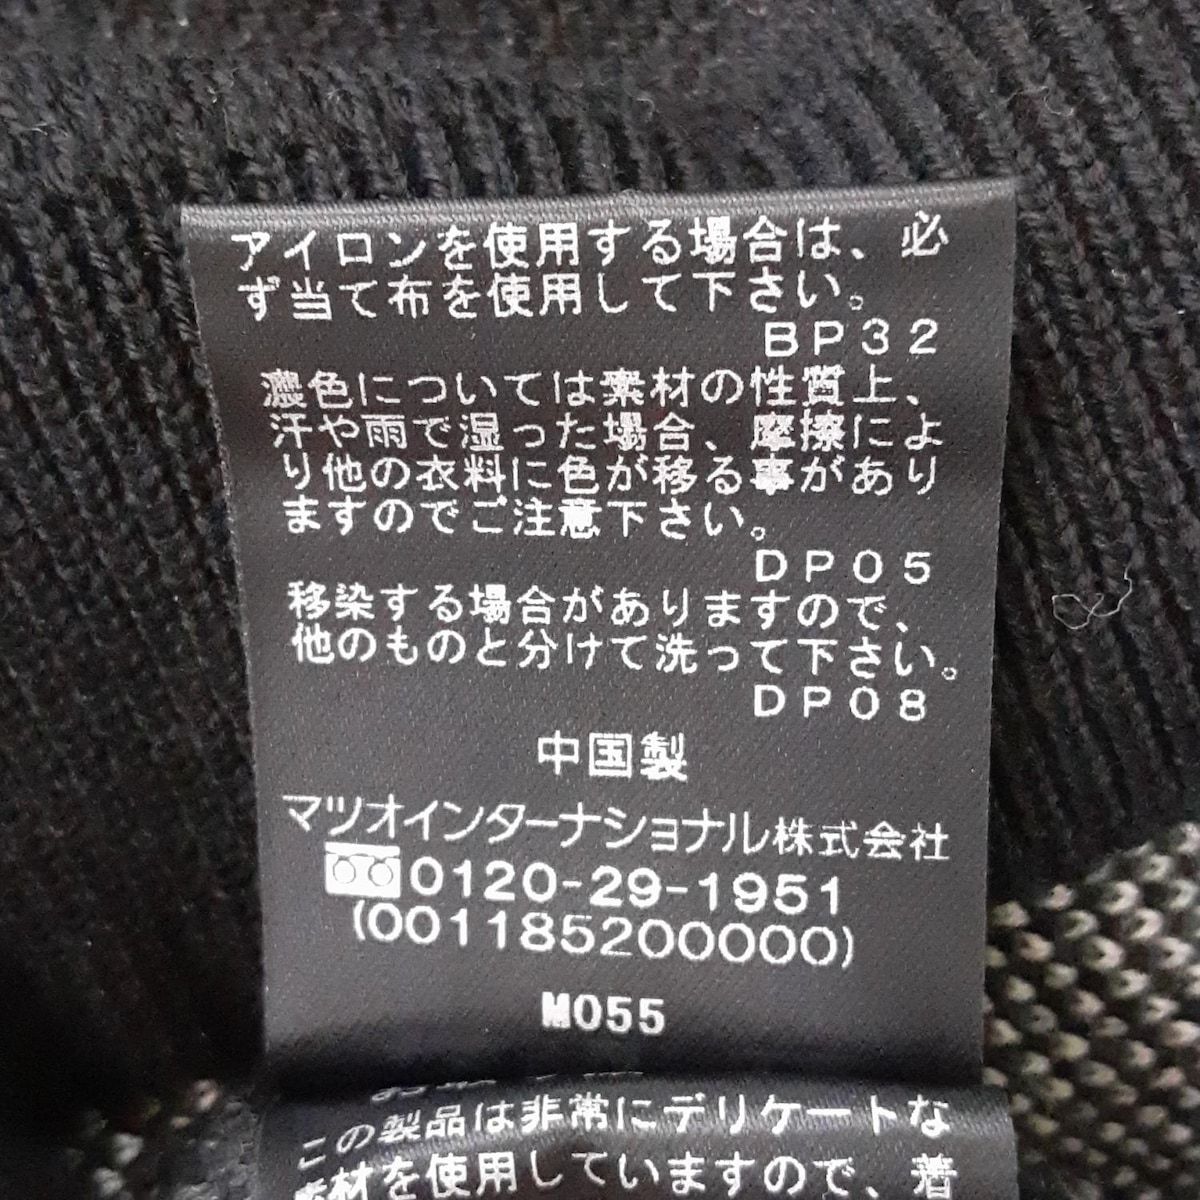 アイロンを使用する場合は、必
ず当て布を使用して下さい。
BP32
濃色については素材の性質上、
汗や雨で湿った場合、摩擦によ
り他の衣料に色が移る事があり
ますのでご注意下さい。
DP05
移染する場合がありますので、
他のものと分けて洗って下さい。
DP08
中国製
マツオインターナショナル株式会社
0120-29-1951
(001185200000)
M055
この製品は非常にデリケートな
素材を使用していますので、着